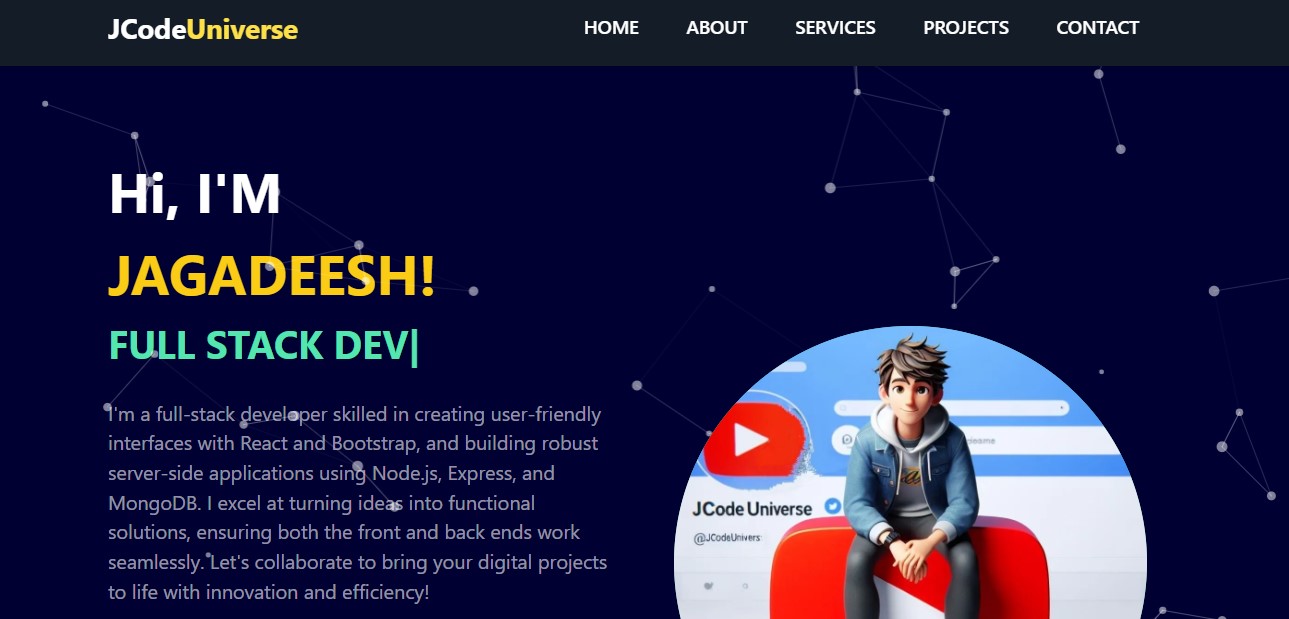 JCodeUniverse
HOME ABOUT SERVICES PROJECTS CONTACT
Hi, I'M
JAGADEESH!
FULL STACK DEV|
I'm a full-stack developer skilled in creating user-friendly
interfaces with React and Bootstrap, and building robust
server-side applications using Node.js, Express, and
MongoDB. I excel at turning ideas into functional
solutions, ensuring both the front and back ends work
seamlessly. Let's collaborate to bring your digital projects
to life with innovation and efficiency!
JCode Universe
@JCodeUnivers